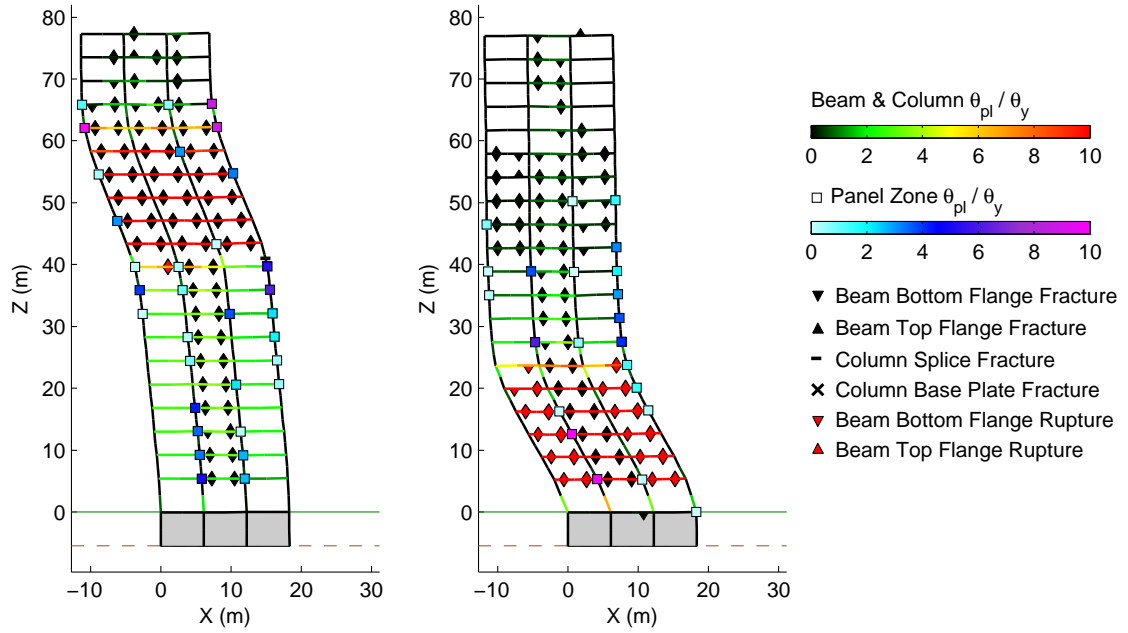 80
70
60
50
40
30
20
10
0
Z (m)
−10 0 10 20 30
X (m)
80
70
60
50
40
30
20
10
0
Z (m)
−10 0 10 20 30
X (m)
Beam & Column θpl / θy
0 2 4 6 8 10
Panel Zone θpl / θy
0 2 4 6 8 10
Beam Bottom Flange Fracture
Beam Top Flange Fracture
Column Splice Fracture
Column Base Plate Fracture
Beam Bottom Flange Rupture
Beam Top Flange Rupture